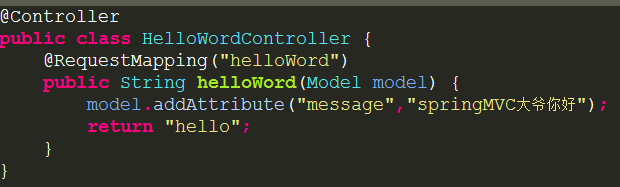 @Controller
public class HelloWordController {
@RequestMapping("helloWord")
public String helloWord(Model model) {
model.addAttribute("message","springMVC大爷你好");
return "hello";
}
}